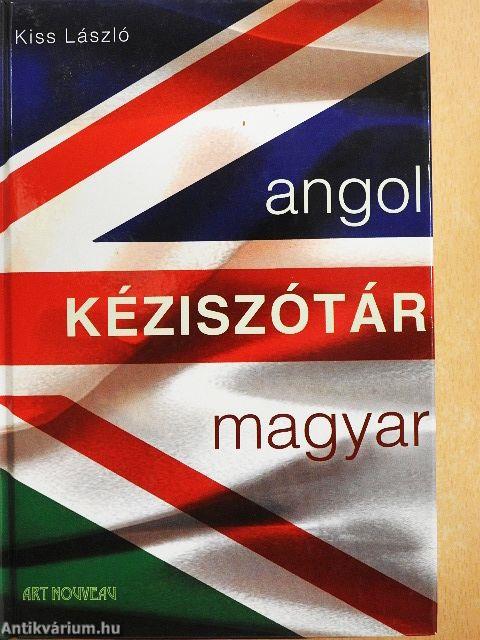 Kiss László
angol
KÉZISZÓTÁR
magyar
ART NOUVEAU
Antikvárium.hu